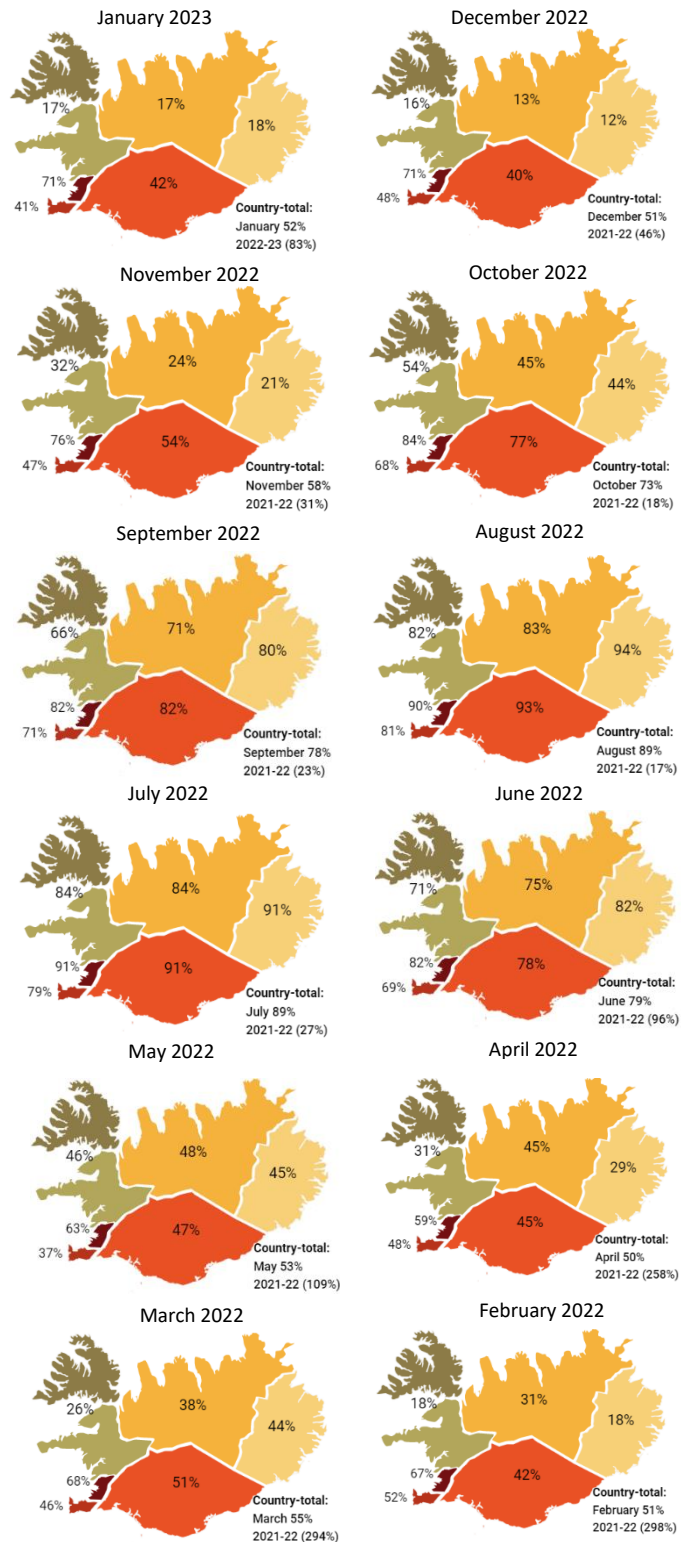 January 2023
17%
17%
18%
71%
42%
41%
Country-total:
January 52%
2022-23 (83%)
December 2022
16%
13%
12%
71%
40%
48%
Country-total:
December 51%
2021-22 (46%)
November 2022
32%
24%
21%
76%
54%
47%
Country-total:
November 58%
2021-22 (31%)
October 2022
54%
45%
44%
84%
77%
68%
Country-total:
October 73%
2021-22 (18%)
September 2022
66%
71%
80%
82%
82%
71%
Country-total:
September 78%
2021-22 (23%)
August 2022
82%
83%
94%
90%
93%
81%
Country-total:
August 89%
2021-22 (17%)
July 2022
84%
84%
91%
91%
91%
79%
Country-total:
July 89%
2021-22 (27%)
June 2022
71%
75%
82%
82%
78%
69%
Country-total:
June 79%
2021-22 (96%)
May 2022
46%
48%
45%
63%
47%
37%
Country-total:
May 53%
2021-22 (109%)
April 2022
31%
45%
29%
59%
45%
48%
Country-total:
April 50%
2021-22 (258%)
March 2022
26%
38%
44%
68%
51%
46%
Country-total:
March 55%
2021-22 (294%)
February 2022
18%
31%
18%
67%
42%
52%
Country-total:
February 51%
2021-22 (298%)